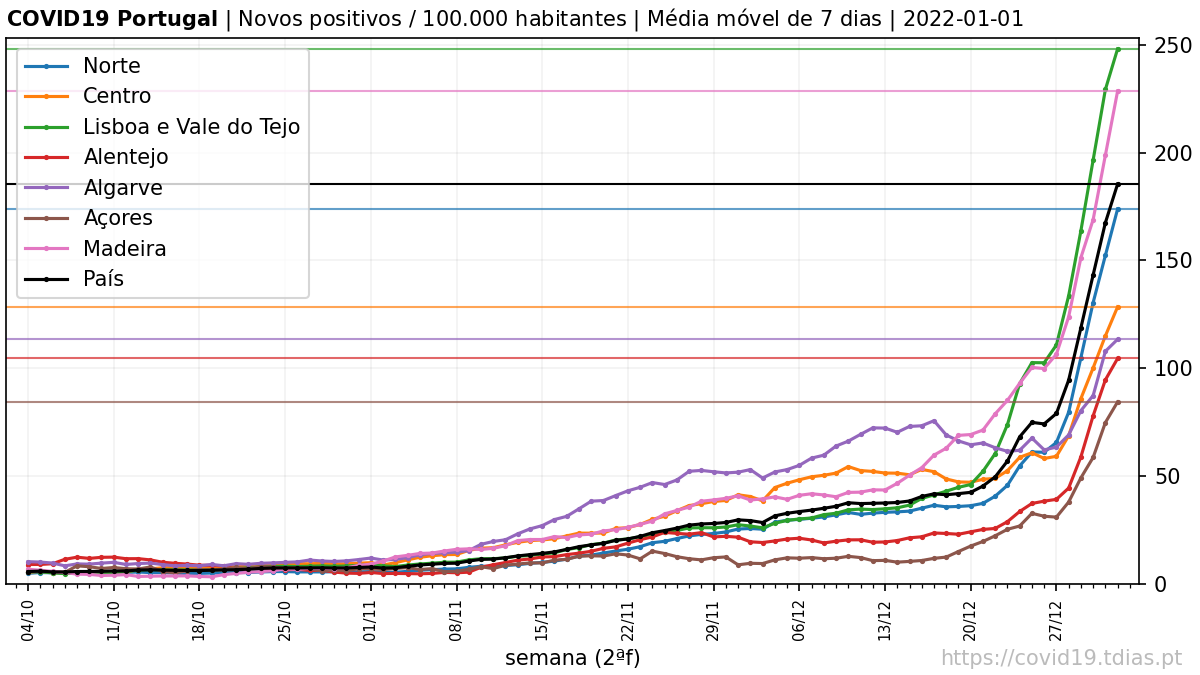 COVID19 Portugal | Novos positivos / 100.000 habitantes | Média móvel de 7 dias | 2022-01-01
Norte
Centro
Lisboa e Vale do Tejo
Alentejo
Algarve
Açores
Madeira
País
250
200
150
100
50
0
04/10
11/10
18/10
25/10
01/11
08/11
15/11
22/11
29/11
06/12
13/12
20/12
27/12
semana (2ªf)
https://covid19.tdias.pt